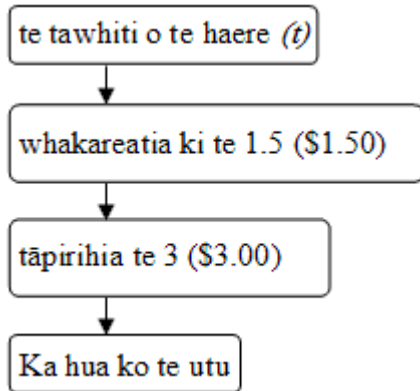 te tawhiti o te haere (t)
whakareatia ki te 1.5 ($1.50)
tāpirihia te 3 ($3.00)
Ka hua ko te utu